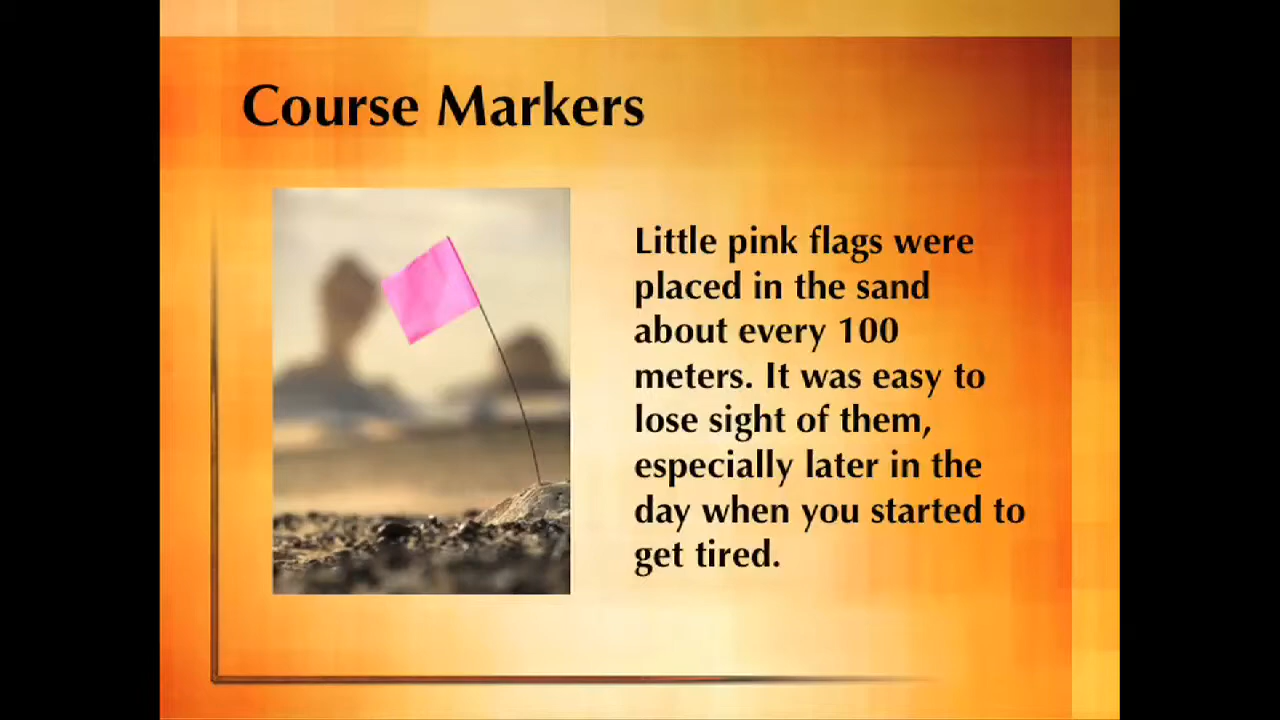 Course Markers
Little pink flags were
placed in the sand
about every 100
meters. It was easy to
lose sight of them,
especially later in the
day when you started to
get tired.